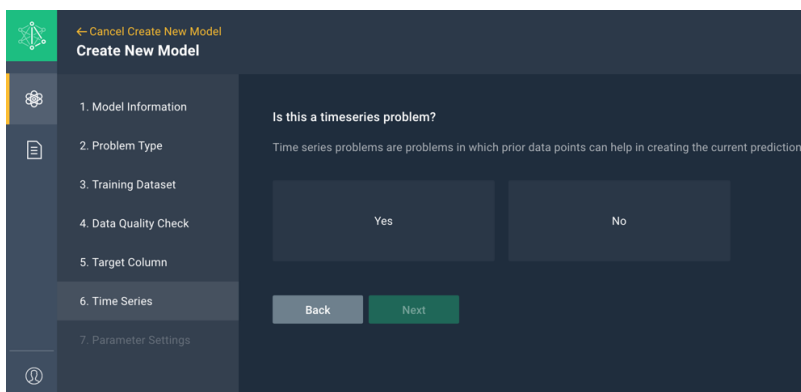 ← Cancel Create New Model
Create New Model
1. Model Information
2. Problem Type
3. Training Dataset
4. Data Quality Check
5. Target Column
6. Time Series
7. Parameter Settings
Is this a timeseries problem?
Time series problems are problems in which prior data points can help in creating the current prediction
Yes
No
Back
Next